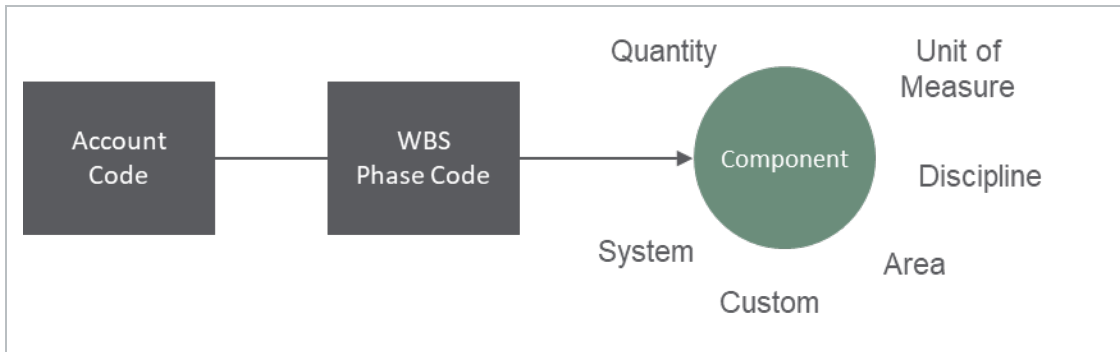 Account
Code
WBS
Phase Code
Component
Quantity
Unit of
Measure
Discipline
Area
Custom
System